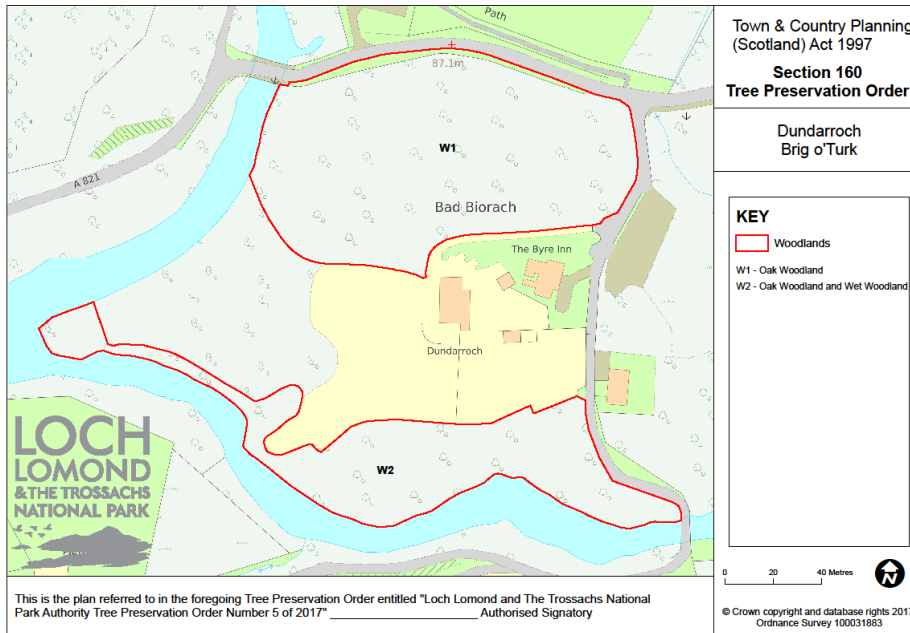 Path
87.1m
W1
A 821
Bad Biorach
The Byre Inn
Dundarroch
W2
LOCH
LOMOND
& THE TROSSACHS
NATIONAL PARK
Town & Country Planning
(Scotland) Act 1997
Section 160
Tree Preservation Order
Dundarroch
Brig o'Turk
KEY
Woodlands
W1 - Oak Woodland
W2 - Oak Woodland and Wet Woodland
0 20 40 Metres
N
© Crown copyright and database rights 2017
Ordnance Survey 100031883
This is the plan referred to in the foregoing Tree Preservation Order entitled "Loch Lomond and The Trossachs National
Park Authority Tree Preservation Order Number 5 of 2017" ____________________ Authorised Signatory